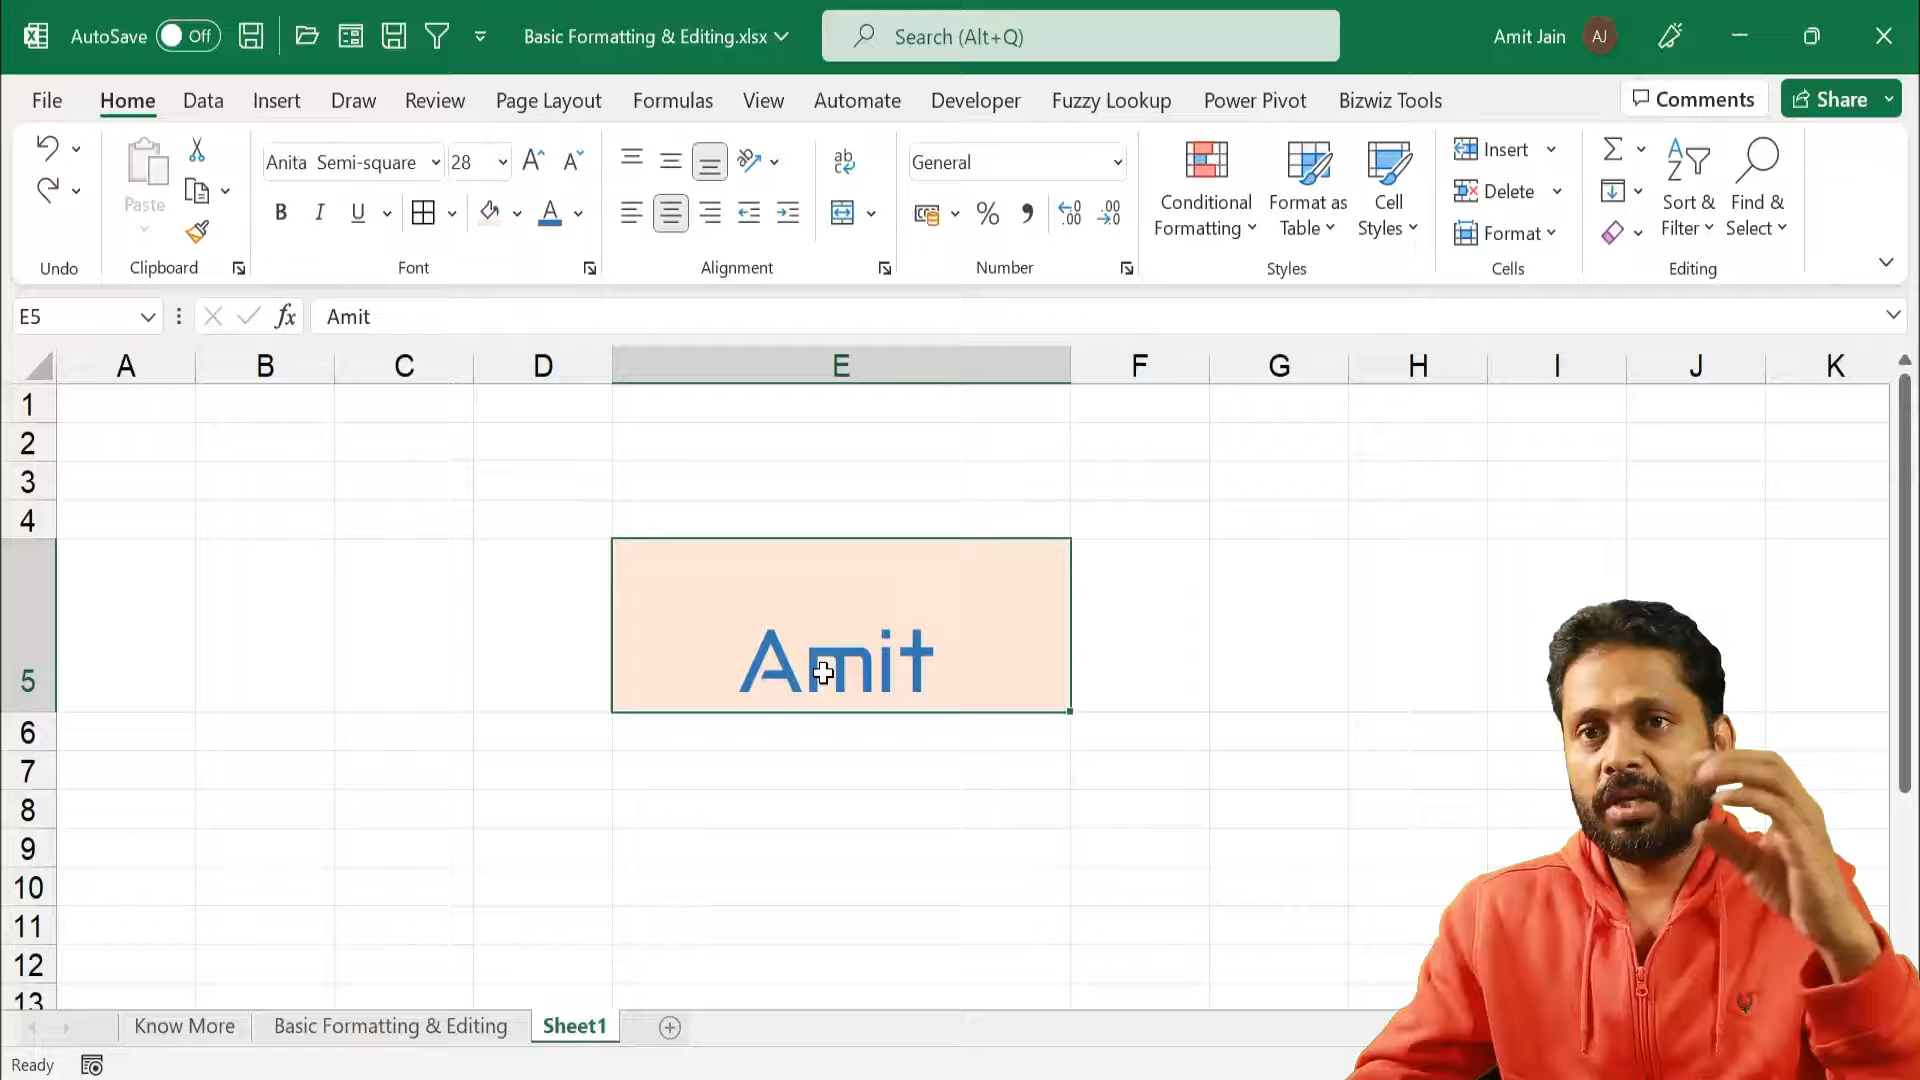 AutoSave Off Basic Formatting & Editing.xlsx Search (Alt+Q) Amit Jain AJ
File Home Data Insert Draw Review Page Layout Formulas View Automate Developer Fuzzy Lookup Power Pivot Bizwiz Tools Comments Share
Paste
Undo
Clipboard
Anita Semi-square 28
B I U
Font
ab
Alignment
General
% , .00 .00
Number
Conditional Formatting
Format as Table
Cell Styles
Styles
Insert
Delete
Format
Cells
Sort & Filter
Find & Select
Editing
E5 fx Amit
A B C D E F G H I J K
1
2
3
4
5 Amit
6
7
8
9
10
11
12
13
Know More Basic Formatting & Editing Sheet1
Ready